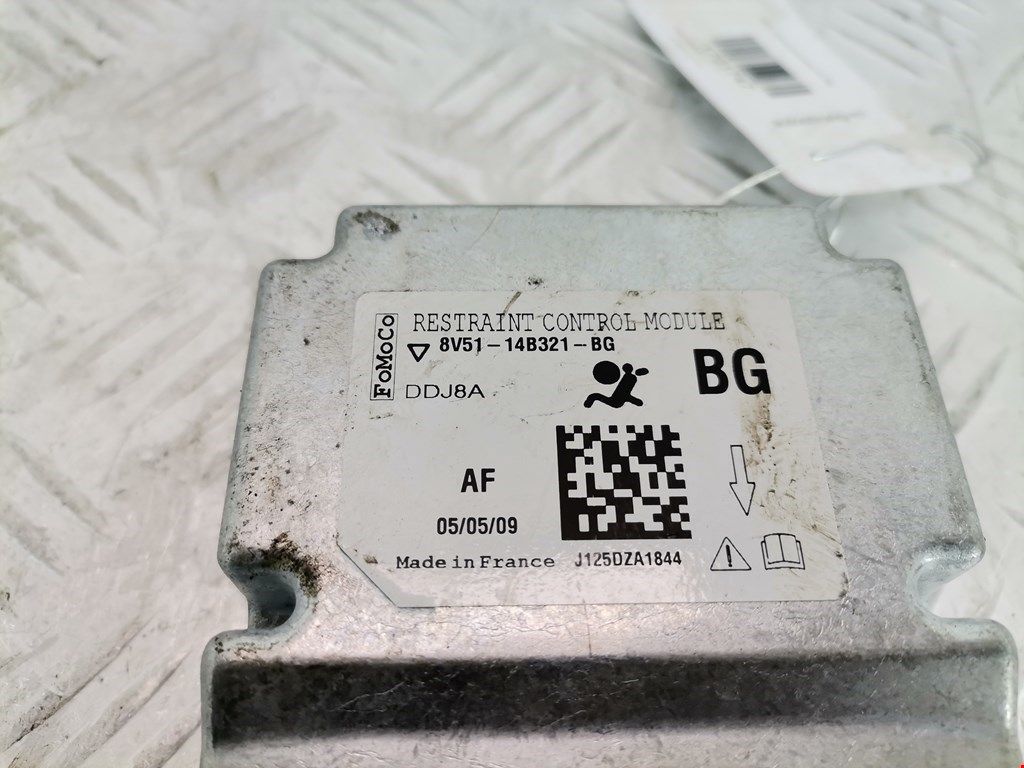 FoMoCo
RESTRAINT CONTROL MODULE
8V51-14B321-BG
BG
DDJ8A
AF
05/05/09
Made in France J125DZA1844